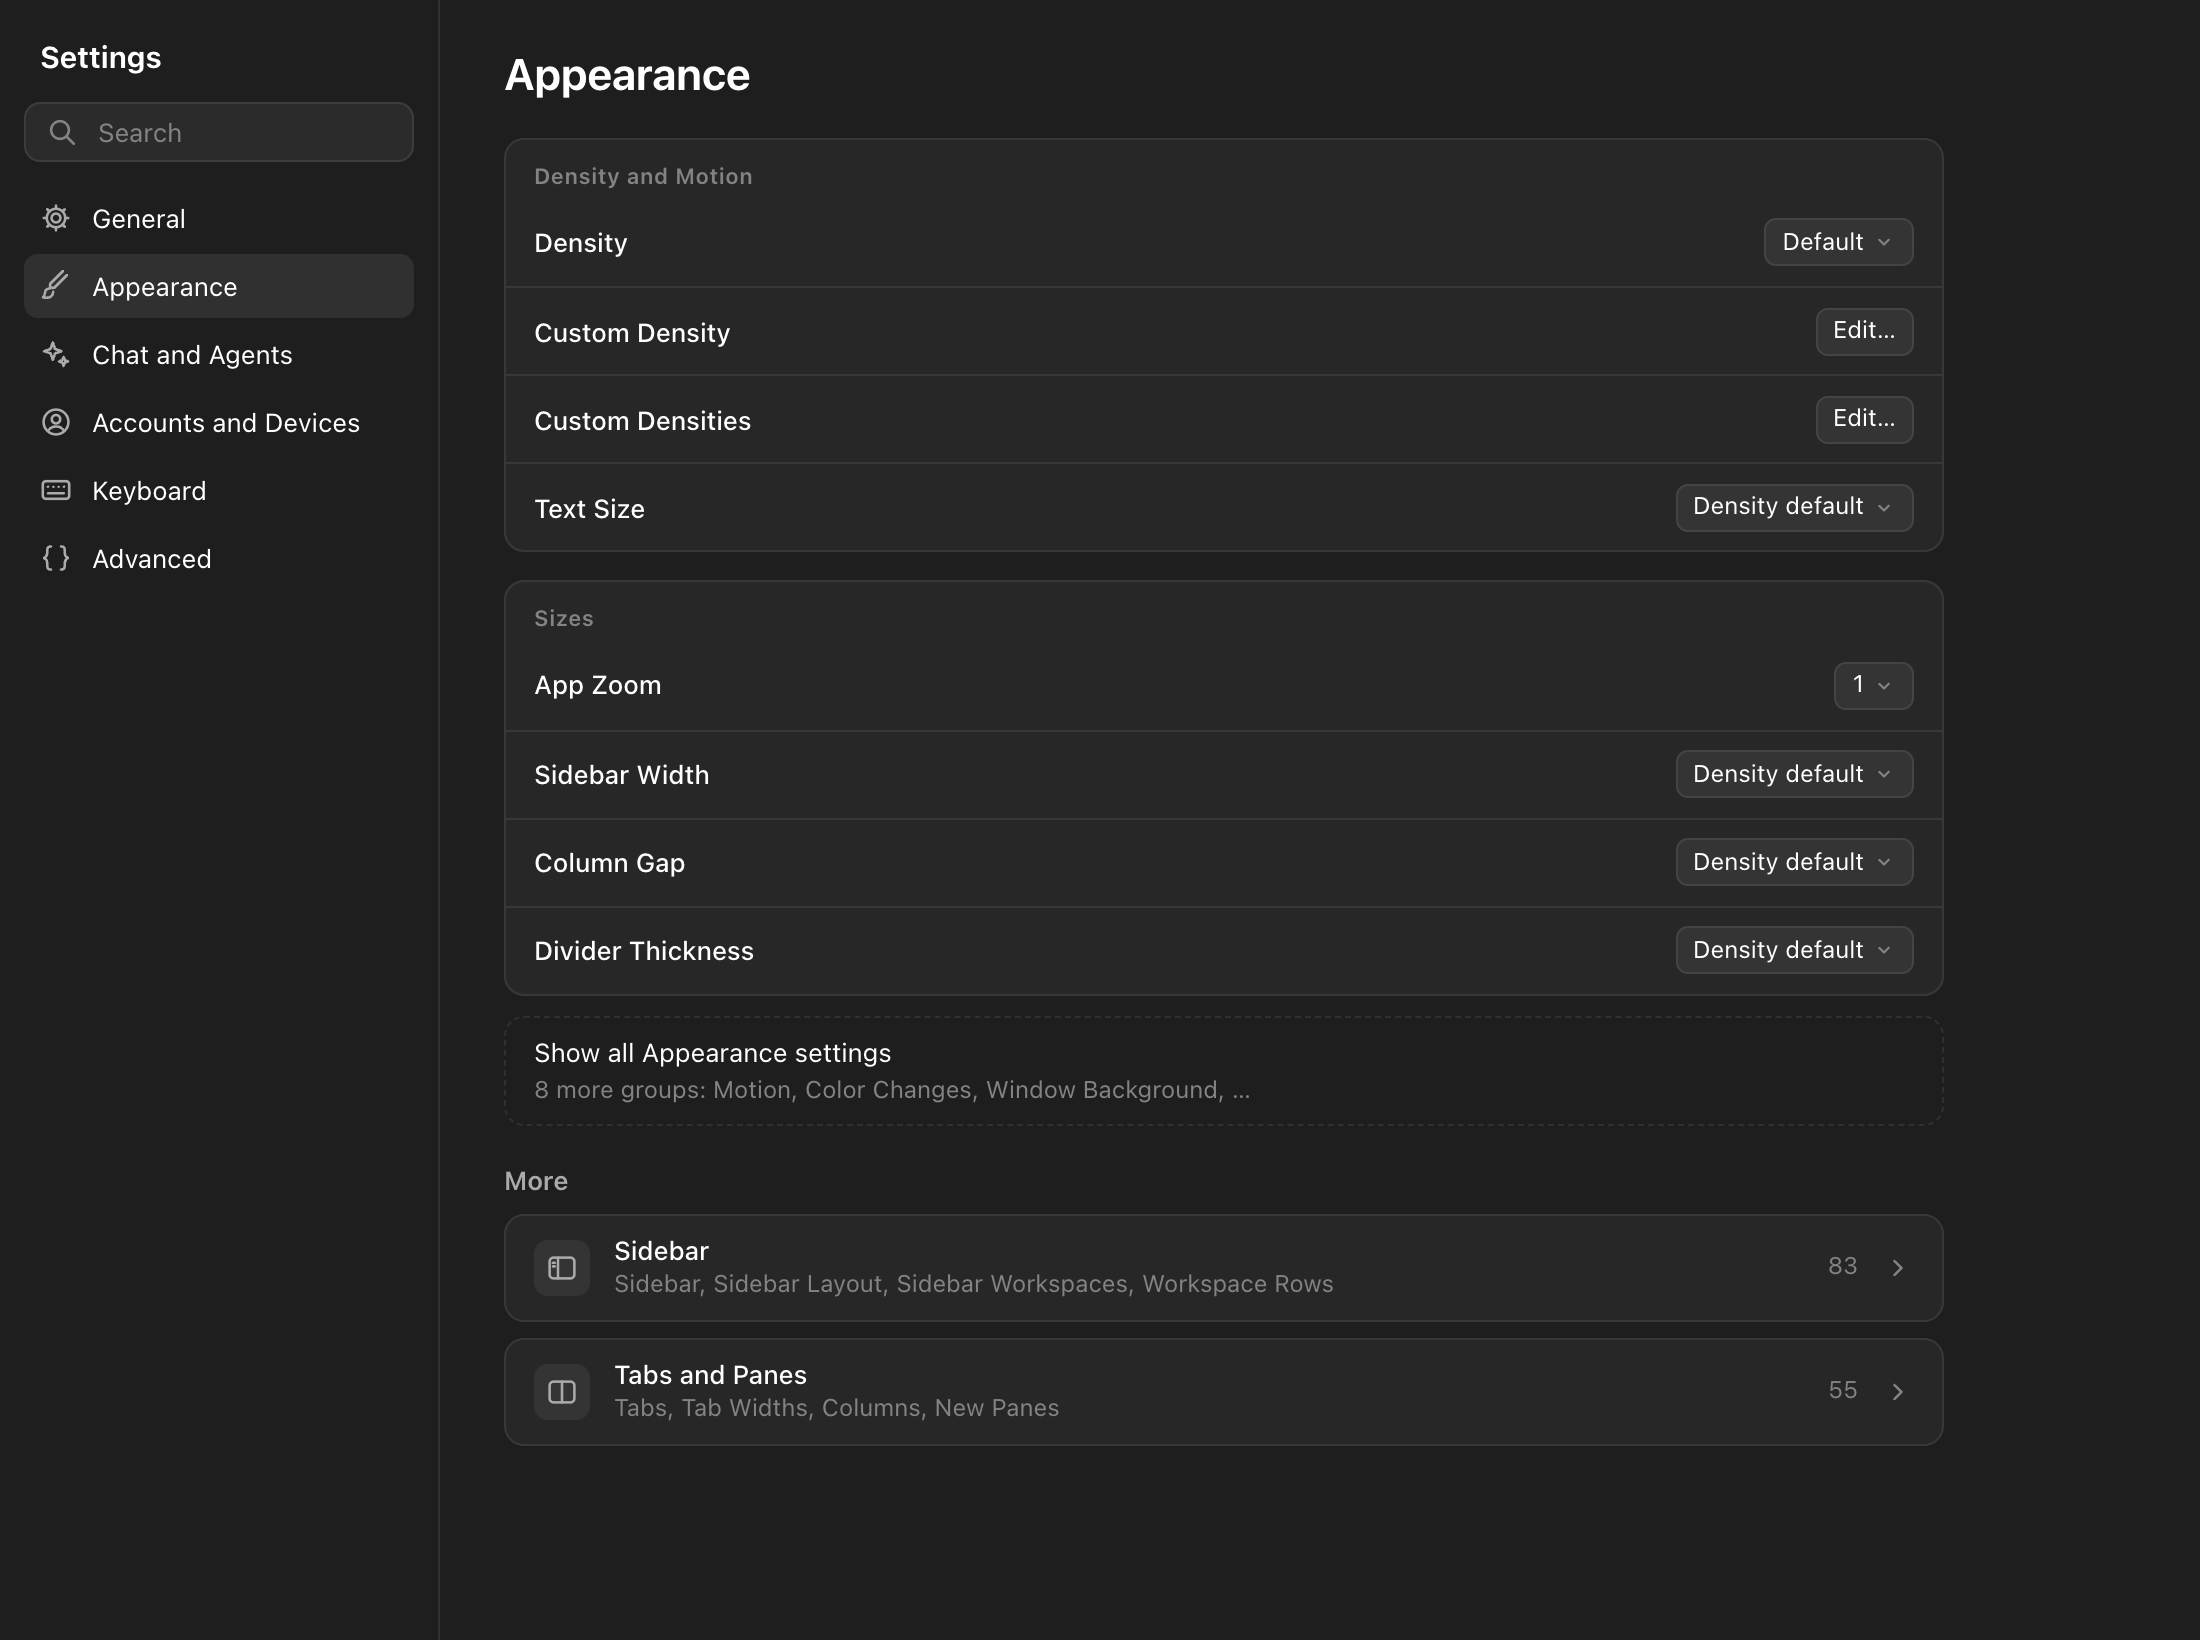 Settings
Search
General
Appearance
Chat and Agents
Accounts and Devices
Keyboard
Advanced
Appearance
Density and Motion
Density
Default
Custom Density
Edit...
Custom Densities
Edit...
Text Size
Density default
Sizes
App Zoom
1
Sidebar Width
Density default
Column Gap
Density default
Divider Thickness
Density default
Show all Appearance settings
8 more groups: Motion, Color Changes, Window Background, ...
More
Sidebar
Sidebar, Sidebar Layout, Sidebar Workspaces, Workspace Rows
83
Tabs and Panes
Tabs, Tab Widths, Columns, New Panes
55